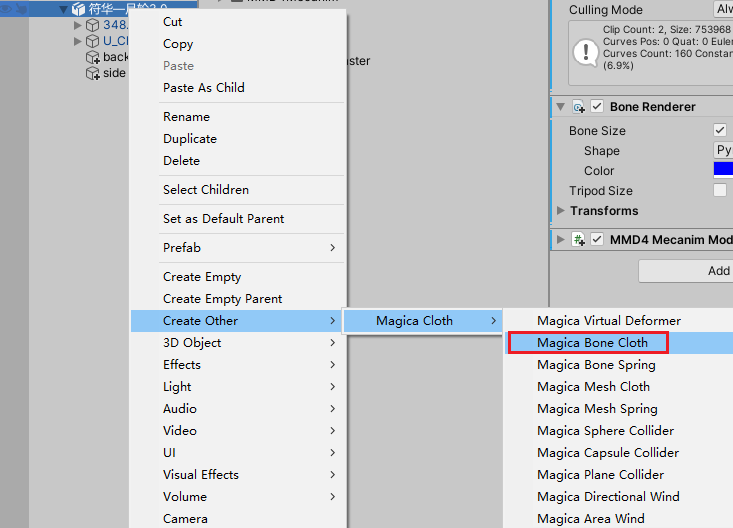 符华—月轮2.0
348.
U_Ch
back
side
Cut
Copy
Paste
Paste As Child
Rename
Duplicate
Delete
Select Children
Set as Default Parent
Prefab
Create Empty
Create Empty Parent
Create Other
3D Object
Effects
Light
Audio
Video
UI
Visual Effects
Volume
Camera
aster
Magica Cloth
Magica Virtual Deformer
Magica Bone Cloth
Magica Bone Spring
Magica Mesh Cloth
Magica Mesh Spring
Magica Sphere Collider
Magica Capsule Collider
Magica Plane Collider
Magica Directional Wind
Magica Area Wind
Culling Mode
Alw
Clip Count: 2, Size: 753968
Curves Pos: 0 Quat: 0 Euler
Curves Count: 160 Constan
(6.9%)
Bone Renderer
Bone Size
Shape
Py
Color
Tripod Size
Transforms
MMD4 Mecanim Mod
Add